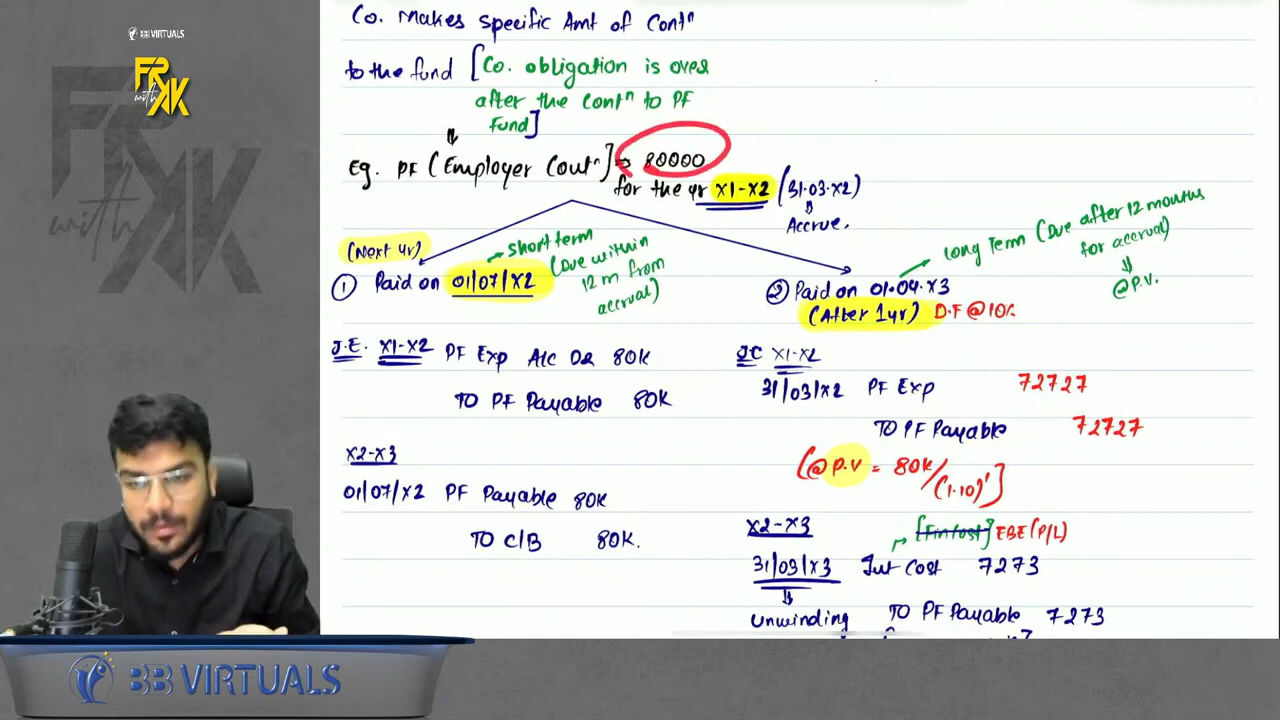 BB VIRTUALS
FR
with
KK
FR
with
KK
Co. Makes specific Amt of Contⁿ
to the fund [Co. obligation is over
after the Contⁿ to PF
fund]
Eg. PF (Employer Contⁿ] ⇒ 80000
for the yr X1-X2 (31.03.X2)
Accrue.
(Next yr)
① Paid on 01/07/X2
short term
(Due within
12 m from
accrual)
② Paid on 01.04.X3
(After 1yr) D.F @10%
Long Term (Due after 12 months
for accrual)
@P.V.
J.E. X1-X2 PF Exp A/c DR 80K
TO PF Payable 80K
X2-X3
01/07/X2 PF Payable 80K
TO C/B 80K.
JE X1-X2
31/03/X2 PF Exp 72727
TO PF Payable 72727
(@ P.V = 80K/(1.10)¹]
X2-X3
[Fin Cost] EBE (P/L)
31/03/X3 Int Cost 7273
unwinding TO PF Payable 7273
BB VIRTUALS